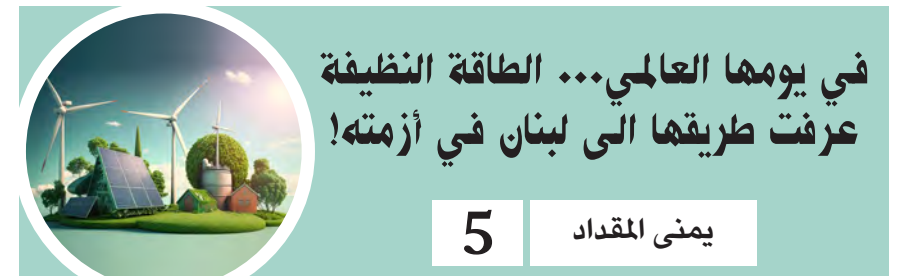 في يومها العالمي... الطاقة النظيفة
عرفت طريقها الى لبنان في أزمته!
يمنى المقداد
5